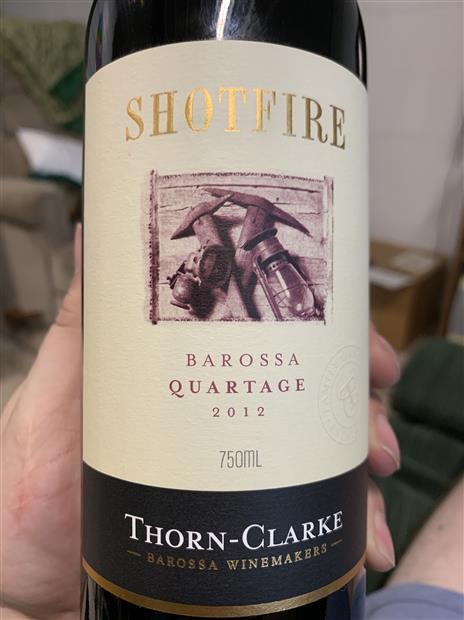 SHOTFIRE
BAROSSA
QUARTAGE
2012
750ML
THORN-CLARKE
BAROSSA WINEMAKERS